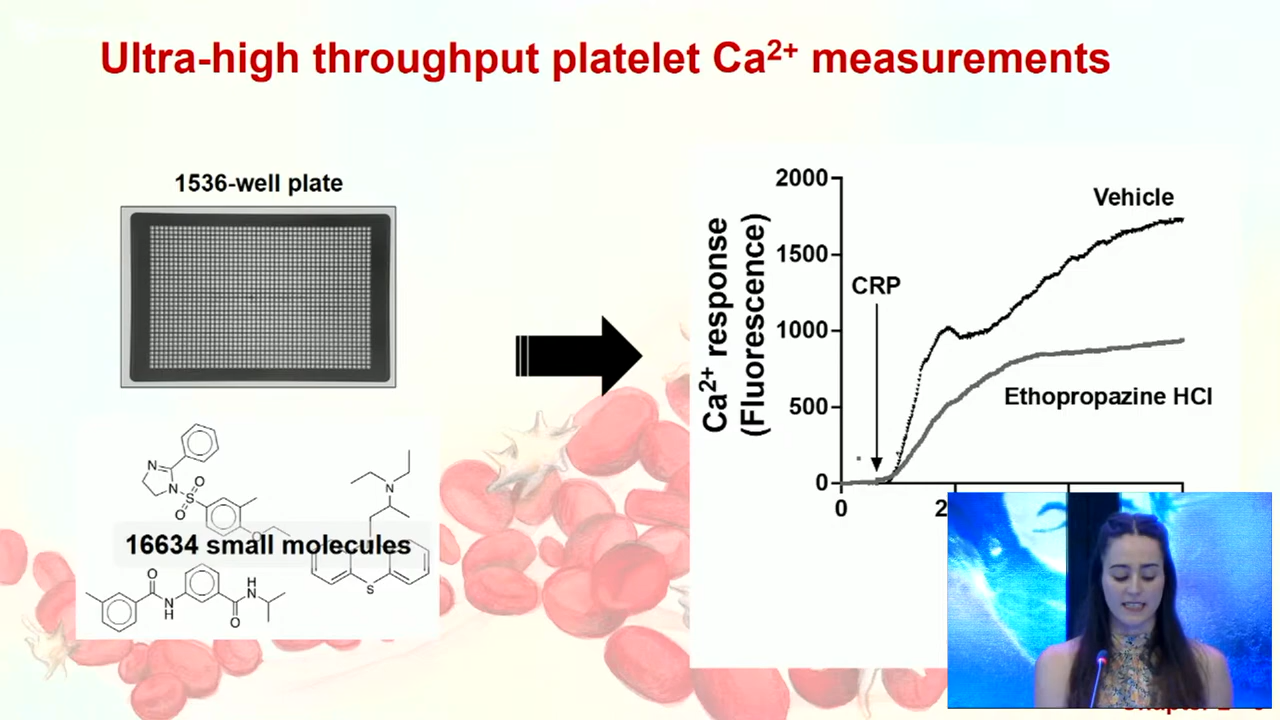 Ultra-high throughput platelet Ca²⁺ measurements
1536-well plate
16634 small molecules
N
N
S
O
O
N
S
O
N
H
O
H
N
Ca²⁺ response
(Fluorescence)
2000
1500
1000
500
0
0
CRP
Vehicle
Ethopropazine HCl